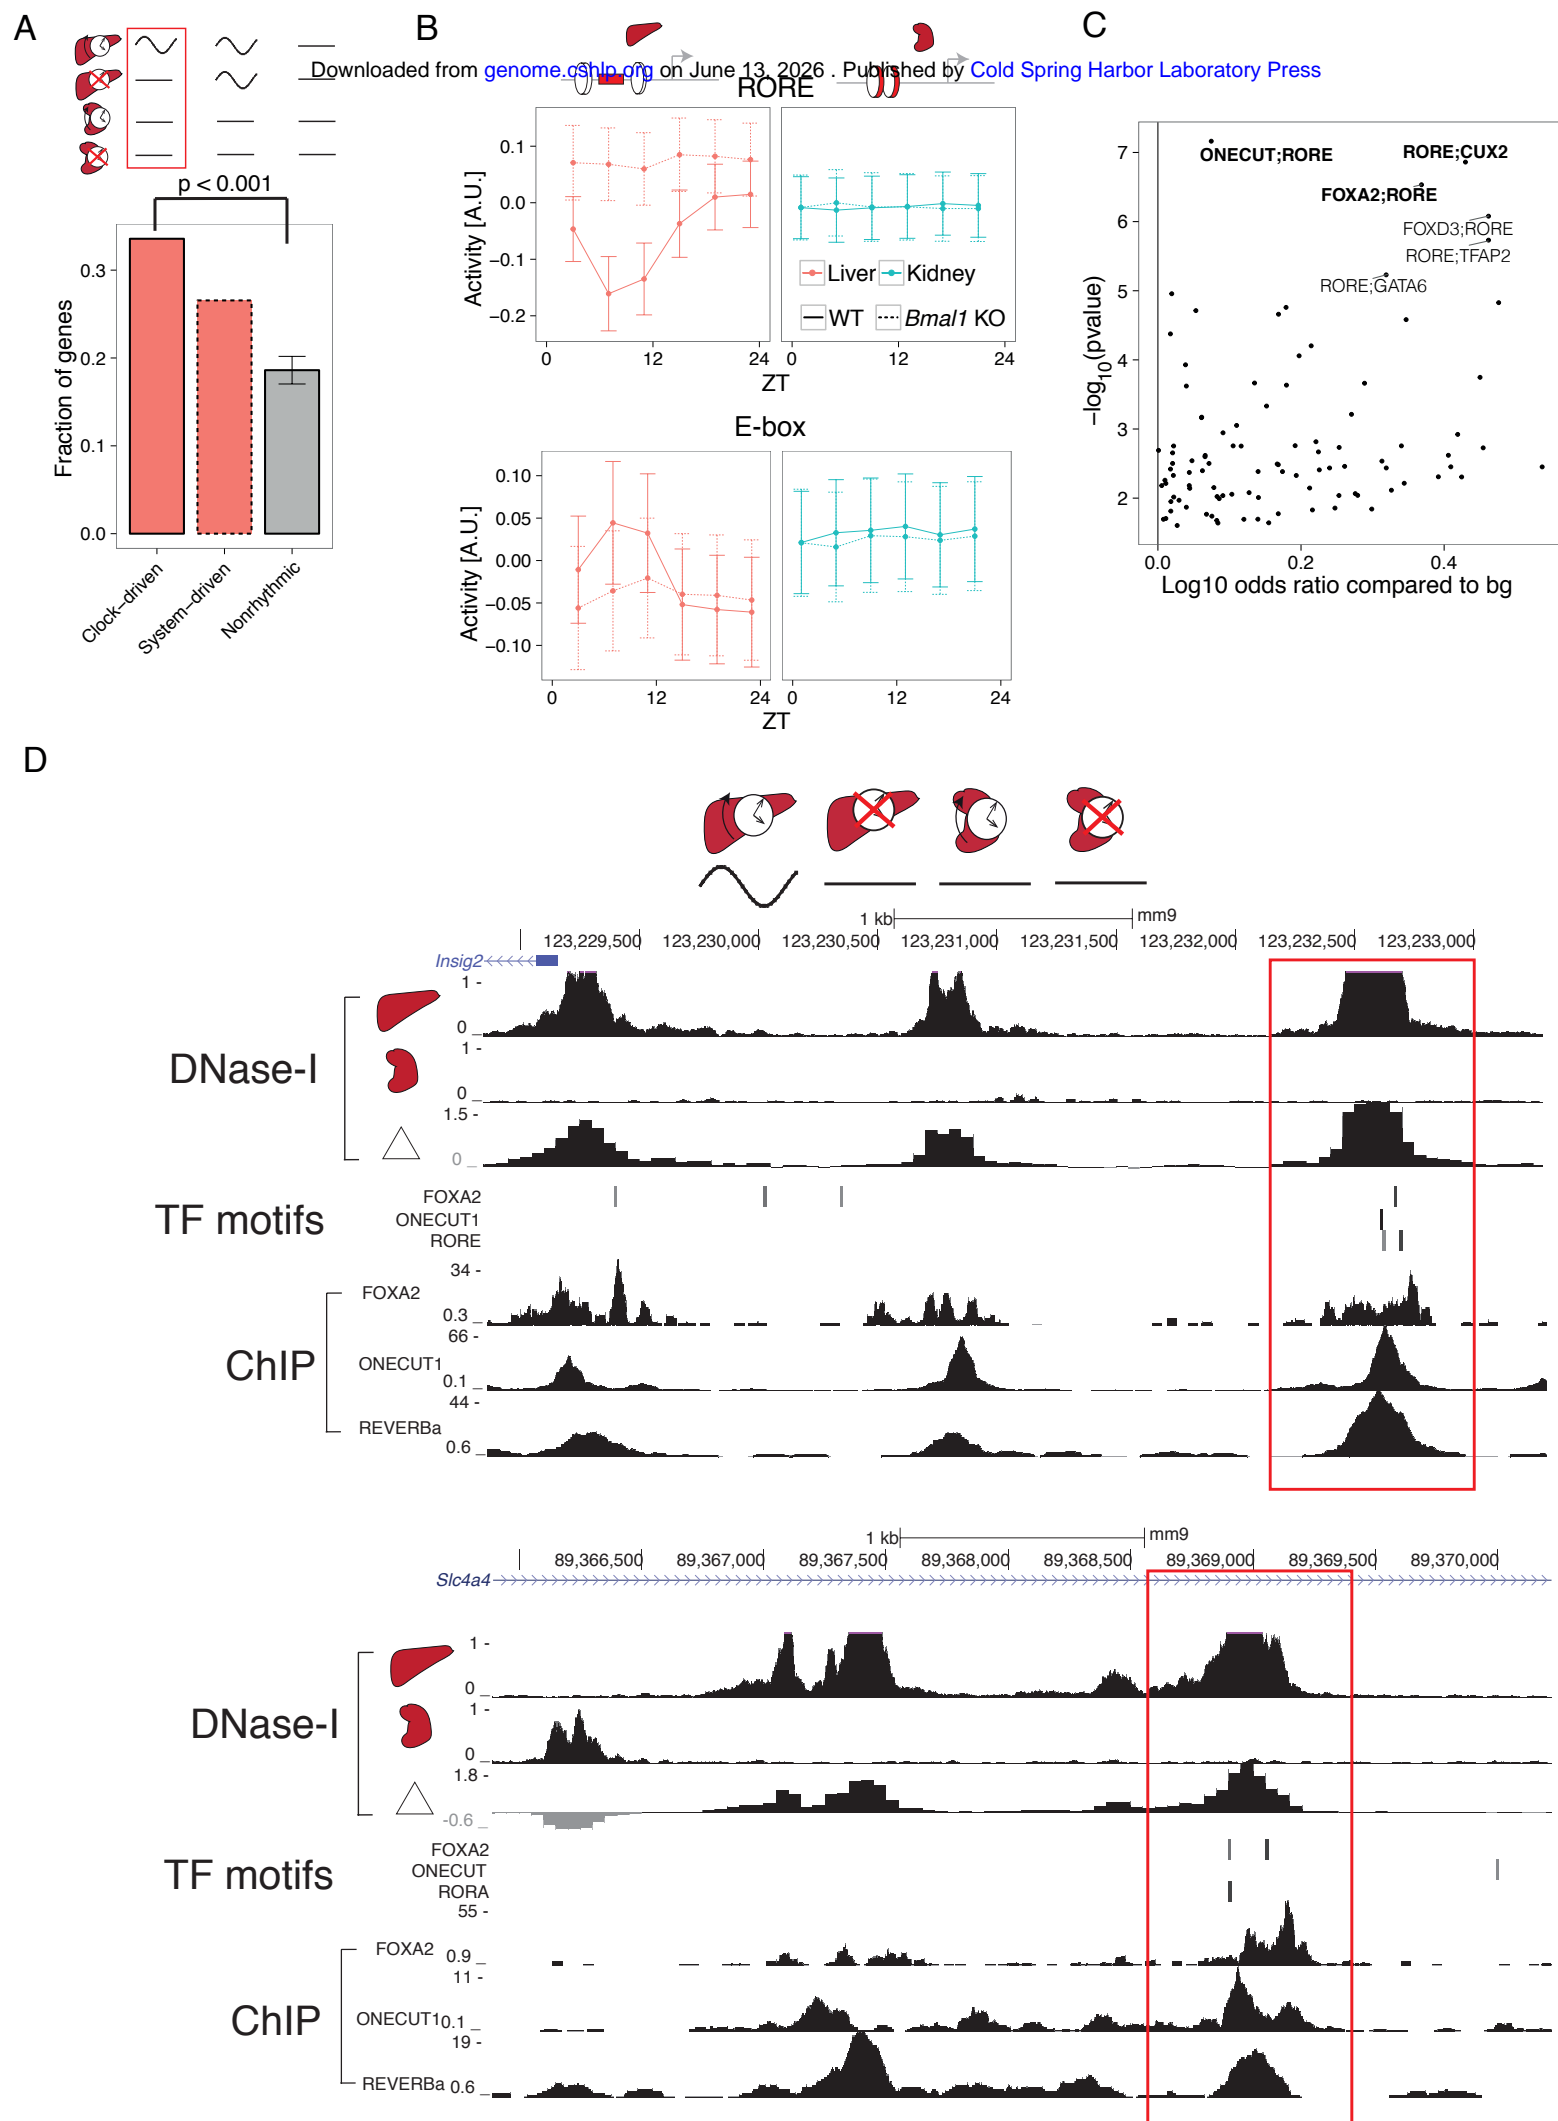 A
B
C
Downloaded from genome.cshlp.org on June 13, 2026 . Published by Cold Spring Harbor Laboratory Press
p < 0.001
Fraction of genes
0.3
0.2
0.1
0.0
Clock–driven
System–driven
Nonrhythmic
RORE
Activity [A.U.]
0.1
0.0
−0.1
−0.2
Liver
Kidney
WT
Bmal1 KO
0
12
24
0
12
24
ZT
E-box
Activity [A.U.]
0.10
0.05
0.00
−0.05
−0.10
0
12
24
0
12
24
ZT
−log10(pvalue)
7
6
5
4
3
2
ONECUT;RORE
RORE;CUX2
FOXA2;RORE
FOXD3;RORE
RORE;TFAP2
RORE;GATA6
0.0
0.2
0.4
Log10 odds ratio compared to bg
D
1 kb
mm9
123,229,500
123,230,000
123,230,500
123,231,000
123,231,500
123,232,000
123,232,500
123,233,000
Insig2
DNase-I
1 -
0 _
1 -
0 _
1.5 -
0 _
TF motifs
FOXA2
ONECUT1
RORE
ChIP
34 -
FOXA2
0.3 _
66 -
ONECUT1
0.1 _
44 -
REVERBa
0.6 _
1 kb
mm9
89,366,500
89,367,000
89,367,500
89,368,000
89,368,500
89,369,000
89,369,500
89,370,000
Slc4a4
DNase-I
1 -
0 _
1 -
0 _
1.8 -
-0.6 _
TF motifs
FOXA2
ONECUT
RORA
ChIP
55 -
FOXA2
0.9 _
11 -
ONECUT1
0.1 _
19 -
REVERBa
0.6 _